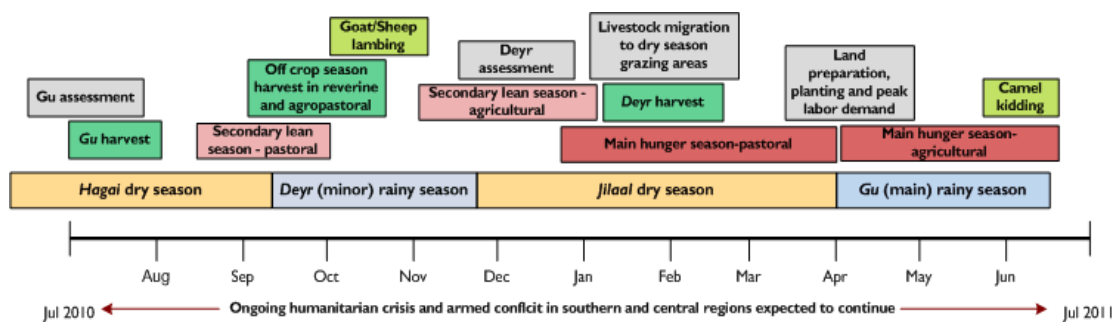 Goat/Sheep
lambing
Livestock migration
to dry season
grazing areas
Deyr
assessment
Land
preparation,
planting and peak
labor demand
Off crop season
harvest in reverine
and agropastoral
Gu assessment
Secondary lean season -
agricultural
Deyr harvest
Camel
kidding
Gu harvest
Secondary lean
season - pastoral
Main hunger season-pastoral
Main hunger season-
agricultural
Hagai dry season
Deyr (minor) rainy season
Jilaal dry season
Gu (main) rainy season
Aug Sep Oct Nov Dec Jan Feb Mar Apr May Jun
Jul 2010 Ongoing humanitarian crisis and armed conflcit in southern and central regions expected to continue Jul 2011